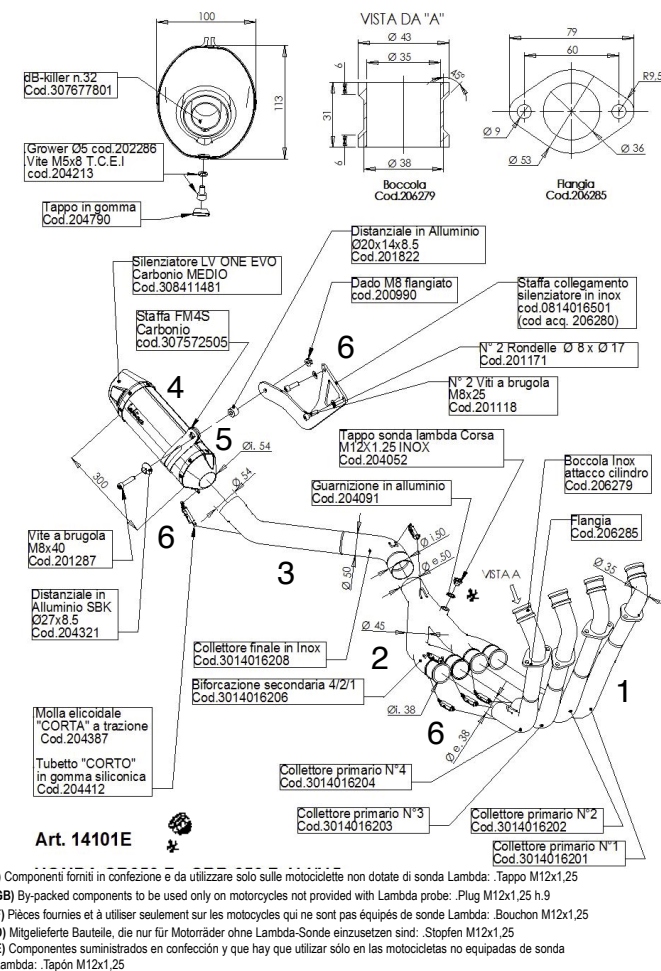 100
VISTA DA "A"
Ø 43
Ø 35
79
60
6
45°
R9,5
dB-killer n.32
Cod.307677801
113
31
Grower Ø5 cod.202286
Vite M5x8 T.C.E.I
cod.204213
6
Ø 38
Ø 9
Ø 53
Ø 36
Boccola
Cod.206279
Flangia
Cod.206285
Tappo in gomma
Cod.204790
Distanziale in Alluminio
Ø20x14x8.5
Cod.201822
Silenziatore LV ONE EVO
Carbonio MEDIO
Cod.308411481
Dado M8 flangiato
cod.200990
Staffa collegamento
silenziatore in inox
cod.0814016501
(cod acq. 206280)
Staffa FM4S
Carbonio
cod.307572505
6
N° 2 Rondelle Ø 8 x Ø 17
Cod.201171
4
N° 2 Viti a brugola
M8x25
Cod.201118
5
Tappo sonda lambda Corsa
M12X1.25 INOX
Cod.204052
Øi. 54
Boccola Inox
attacco cilindro
Cod.206279
300
Ø 54
Guarnizione in alluminio
Cod.204091
Flangia
Cod.206285
Vite a brugola
M8x40
Cod.201287
6
3
Ø 50
Ø i.50
Ø e.50
VISTA A
Ø 35
Distanziale in
Alluminio SBK
Ø27x8.5
Cod.204321
Ø 45
Collettore finale in Inox
Cod.3014016208
2
1
Biforcazione secondaria 4/2/1
Cod.3014016206
Øi. 38
6
Ø e. 38
Molla elicoidale
"CORTA" a trazione
Cod.204387
Tubetto "CORTO"
in gomma siliconica
Cod.204412
Collettore primario N°4
Cod.3014016204
Collettore primario N°3
Cod.3014016203
Collettore primario N°2
Cod.3014016202
Collettore primario N°1
Cod.3014016201
Art. 14101E
) Componenti forniti in confezione e da utilizzare solo sulle motociclette non dotate di sonda Lambda: .Tappo M12x1,25
GB) By-packed components to be used only on motorcycles not provided with Lambda probe: .Plug M12x1,25 h.9
) Pièces fournies et à utiliser seulement sur les motocycles qui ne sont pas équipés de sonde Lambda: .Bouchon M12x1,25
) Mitgelieferte Bauteile, die nur für Motorräder ohne Lambda-Sonde einzusetzen sind: .Stopfen M12x1,25
) Componentes suministrados en confección y que hay que utilizar sólo en las motocicletas no equipadas de sonda
ambda: .Tapón M12x1,25